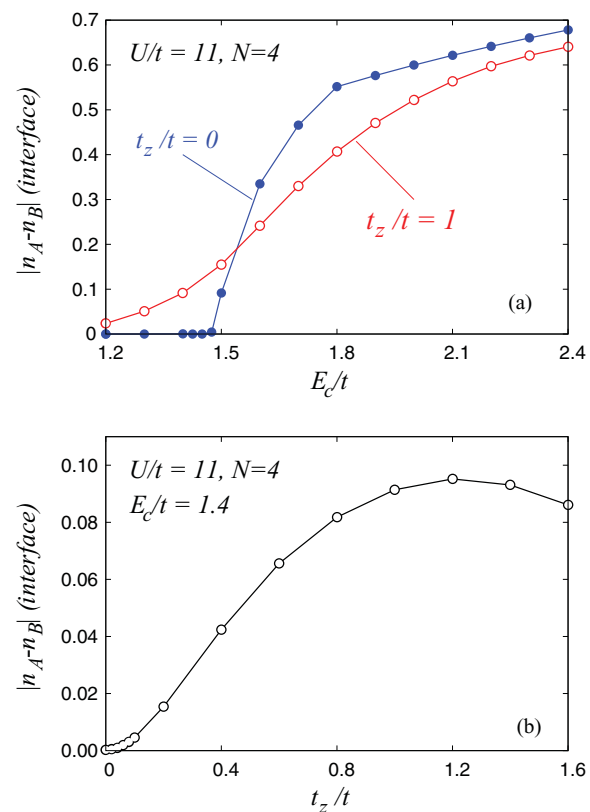 U/t = 11, N=4
t_z/t=0
t_z/t = 1
(a)
|n_A-n_B| (interface)
0.7
0.6
0.5
0.4
0.3
0.2
0.1
0
1.2 1.5 1.8 2.1 2.4
E_c/t
U/t = 11, N=4
E_c/t = 1.4
(b)
|n_A-n_B| (interface)
0.10
0.08
0.06
0.04
0.02
0.00
0 0.4 0.8 1.2 1.6
t_z/t